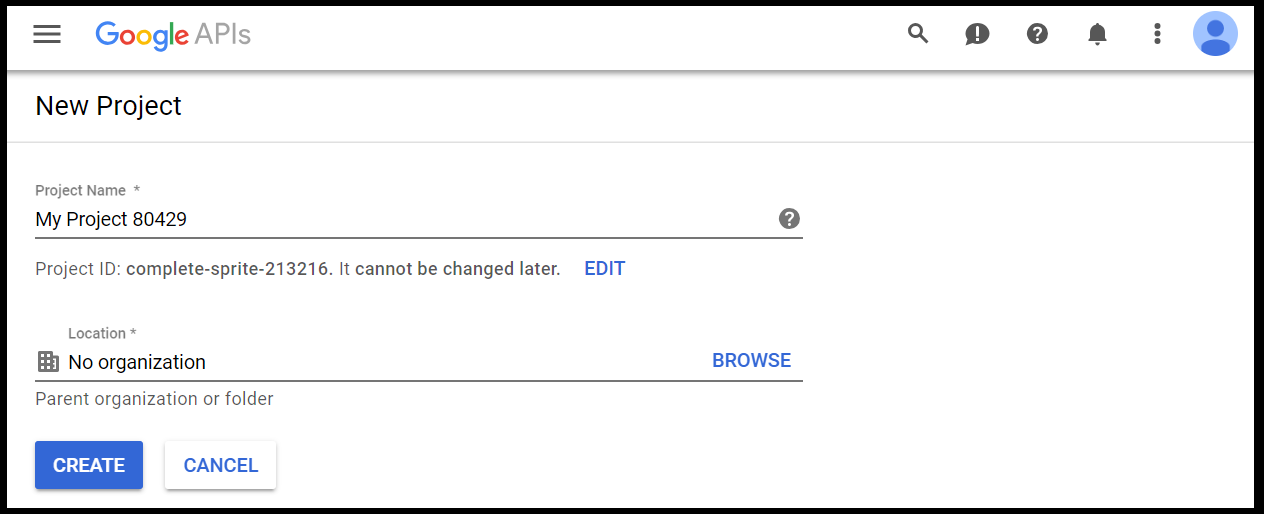 Google APIs
New Project
Project Name *
My Project 80429
Project ID: complete-sprite-213216. It cannot be changed later. EDIT
Location *
No organization BROWSE
Parent organization or folder
CREATE CANCEL